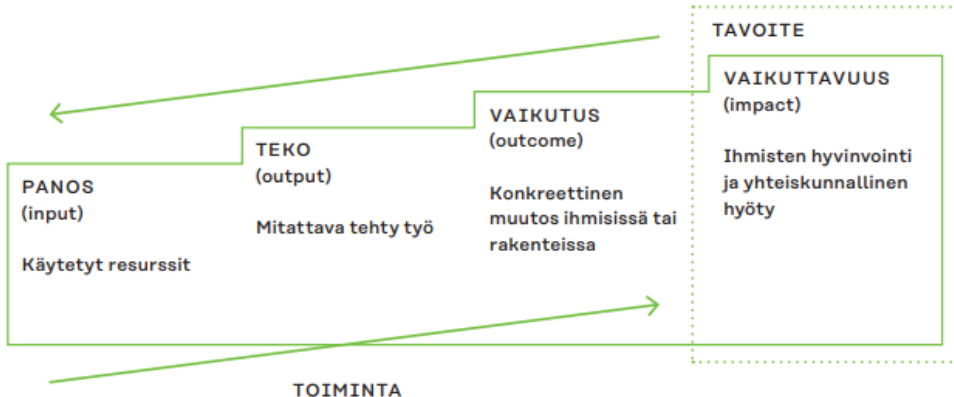 TAVOITE
VAIKUTTAVUUS
(impact)
Ihmisten hyvinvointi
ja yhteiskunnallinen
hyöty
VAIKUTUS
(outcome)
Konkreettinen
muutos ihmisissä tai
rakenteissa
TEKO
(output)
Mitattava tehty työ
PANOS
(input)
Käytetyt resurssit
TOIMINTA